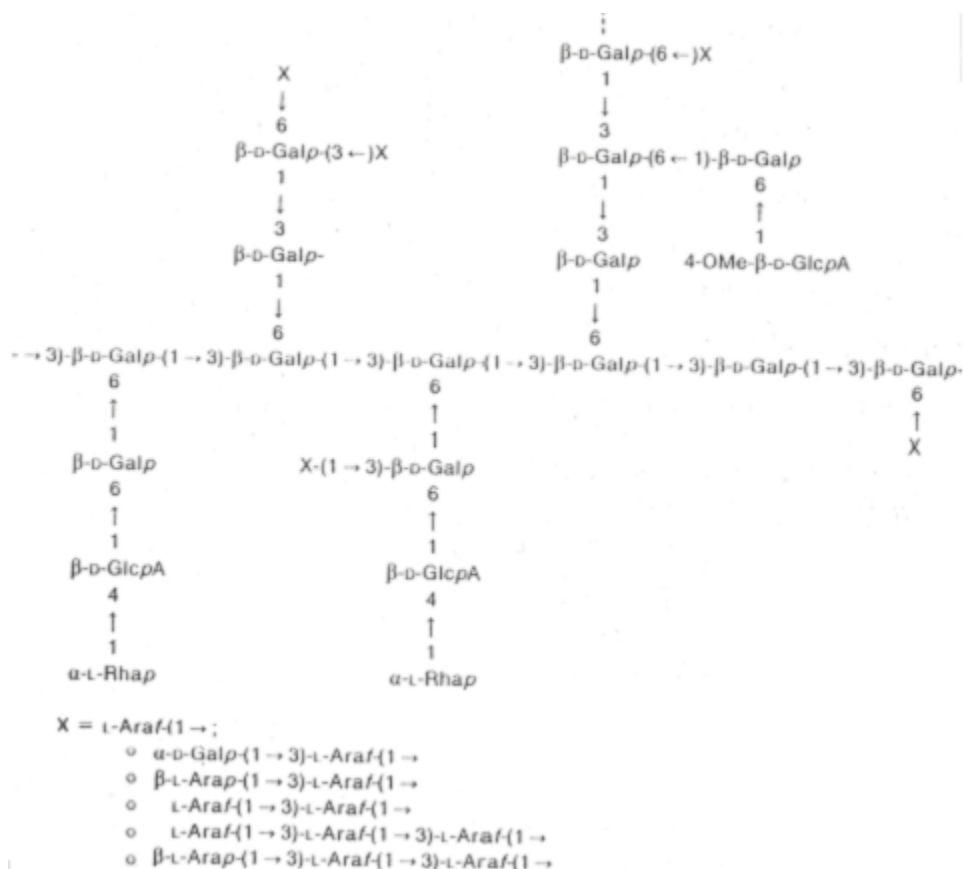 β-D-Galp-(6 ←)X
X
1
↓
↓
6
3
β-D-Galp-(3 ←)X
β-D-Galp-(6 ← 1)-β-D-Galp
1
1
6
↓
↓
↑
3
3
1
β-D-Galp-
β-D-Galp
4-OMe-β-D-GlcpA
1
1
↓
↓
6
6
- → 3)-β-D-Galp-(1 → 3)-β-D-Galp-(1 → 3)-β-D-Galp-(1 → 3)-β-D-Galp-(1 → 3)-β-D-Galp-(1 → 3)-β-D-Galp-
6
6
6
↑
↑
↑
1
1
X
β-D-Galp
X-(1 → 3)-β-D-Galp
6
6
↑
↑
1
1
β-D-GlcpA
β-D-GlcpA
4
4
↑
↑
1
1
α-L-Rhap
α-L-Rhap
X = L-Araf-(1 → ;
o α-D-Galp-(1 → 3)-L-Araf-(1 →
o β-L-Arap-(1 → 3)-L-Araf-(1 →
o L-Araf-(1 → 3)-L-Araf-(1 →
o L-Araf-(1 → 3)-L-Araf-(1 → 3)-L-Araf-(1 →
o β-L-Arap-(1 → 3)-L-Araf-(1 → 3)-L-Araf-(1 →